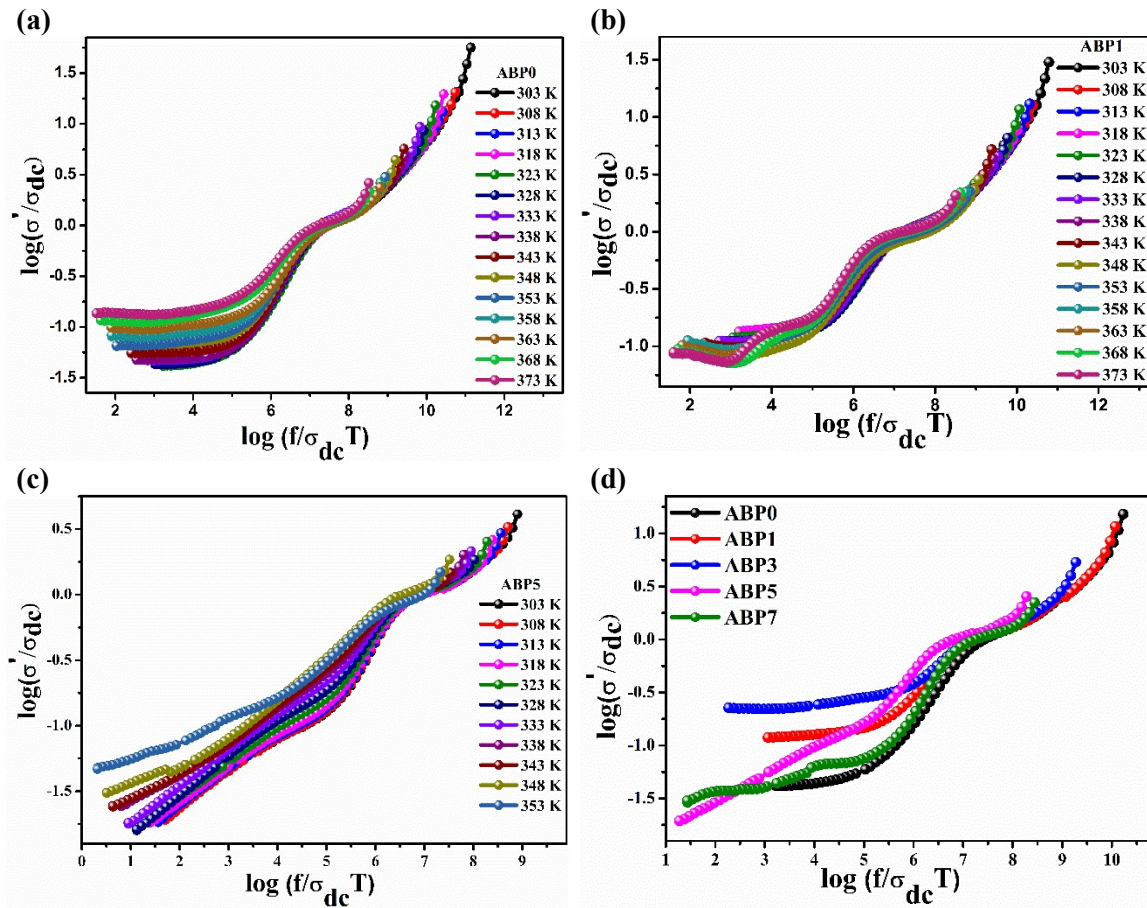 (a)
log(σ'/σdc)
1.5
1.0
0.5
0.0
-0.5
-1.0
-1.5
2 4 6 8 10 12
log (f/σdcT)
ABP0
303 K
308 K
313 K
318 K
323 K
328 K
333 K
338 K
343 K
348 K
353 K
358 K
363 K
368 K
373 K
(b)
log(σ'/σdc)
1.5
1.0
0.5
0.0
-0.5
-1.0
2 4 6 8 10 12
log (f/σdcT)
ABP1
303 K
308 K
313 K
318 K
323 K
328 K
333 K
338 K
343 K
348 K
353 K
358 K
363 K
368 K
373 K
(c)
log(σ'/σdc)
0.5
0.0
-0.5
-1.0
-1.5
0 1 2 3 4 5 6 7 8 9
log (f/σdcT)
ABP5
303 K
308 K
313 K
318 K
323 K
328 K
333 K
338 K
343 K
348 K
353 K
(d)
log(σ'/σdc)
1.0
0.5
0.0
-0.5
-1.0
-1.5
1 2 3 4 5 6 7 8 9 10
log (f/σdcT)
ABP0
ABP1
ABP3
ABP5
ABP7